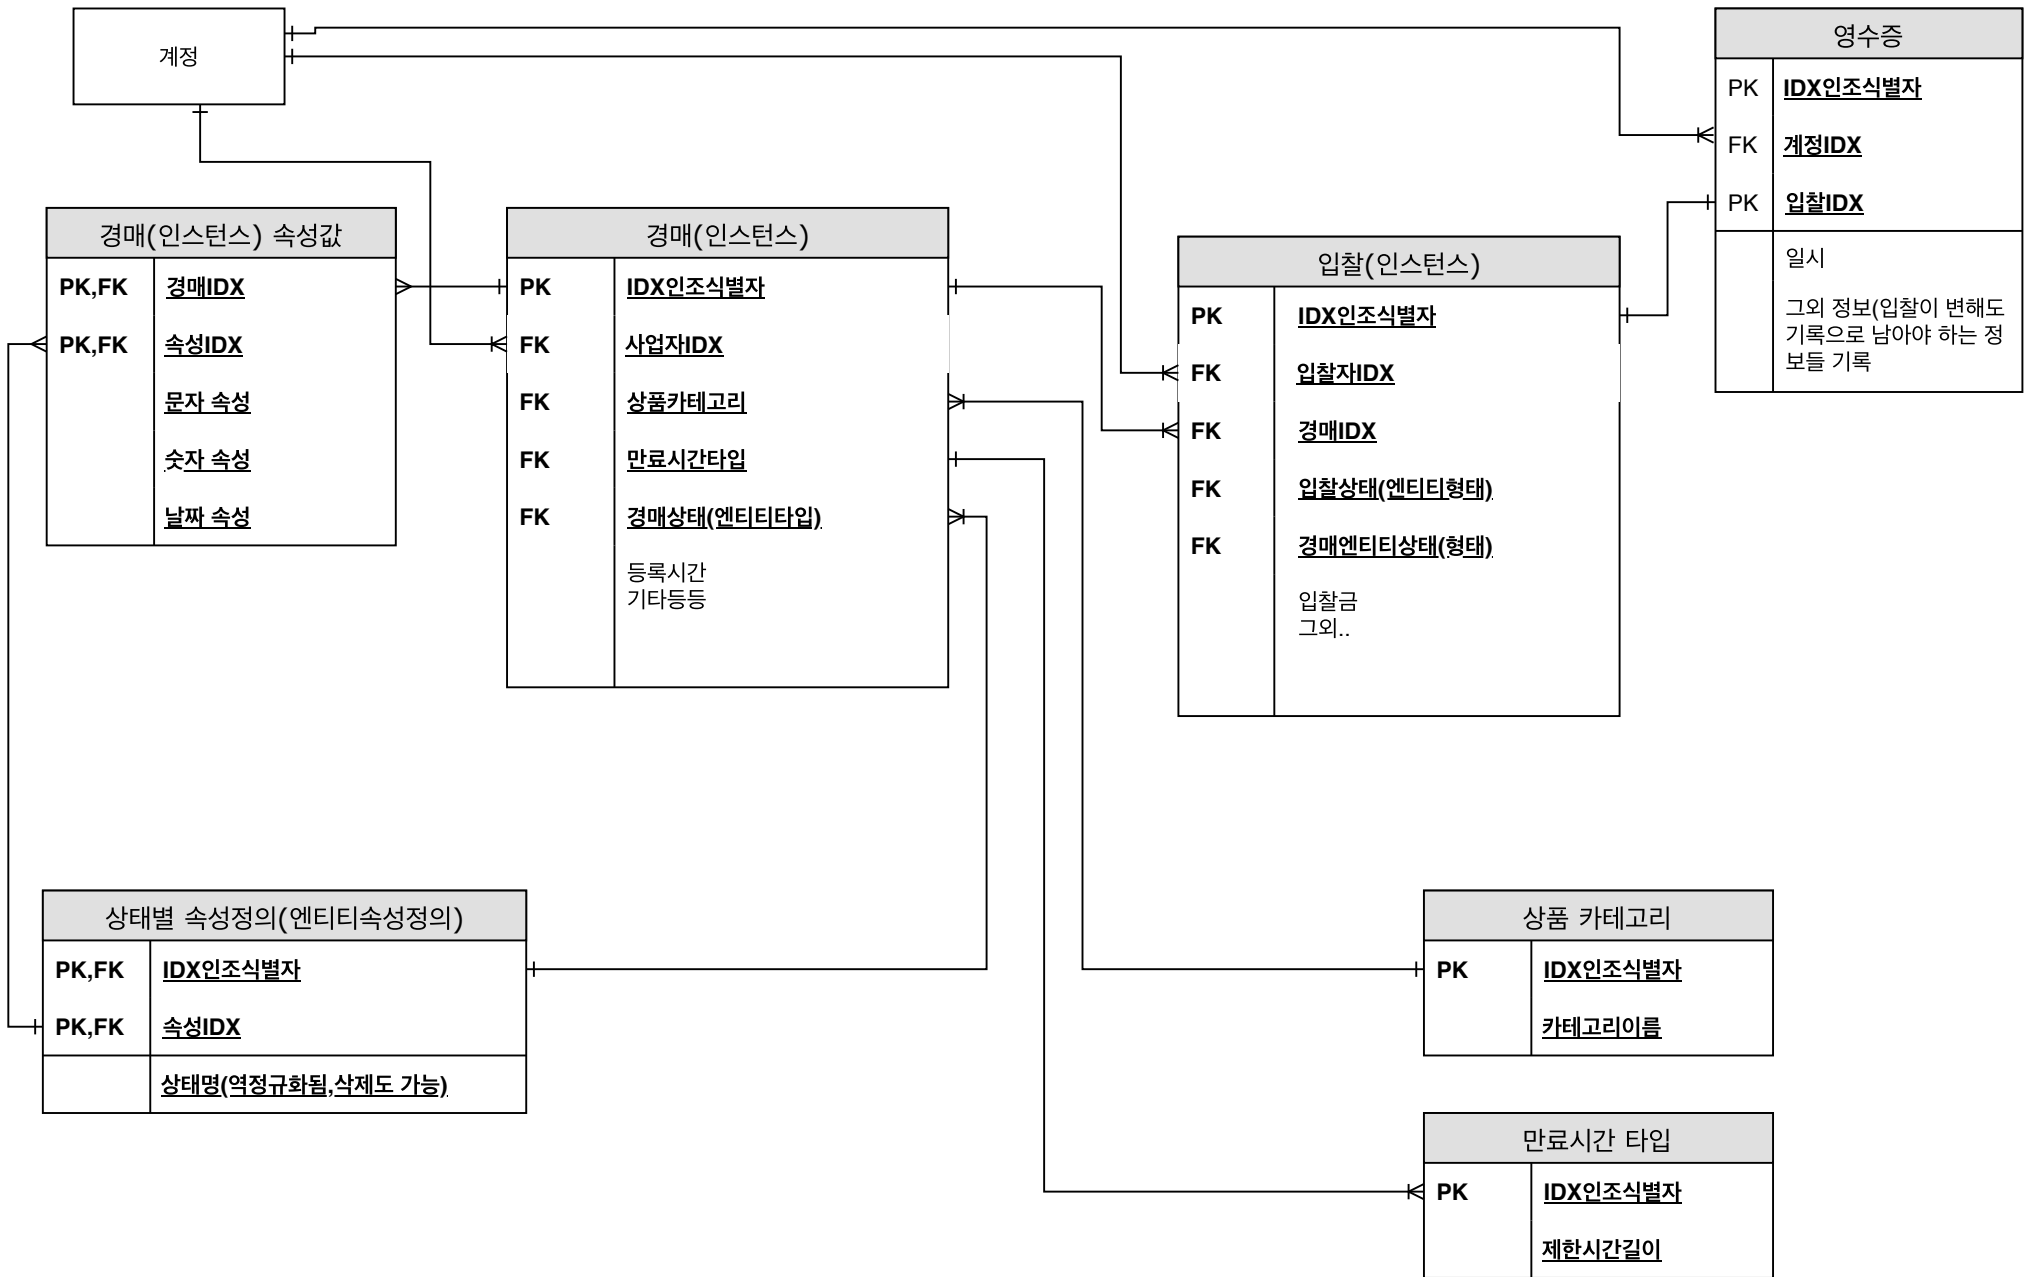 계정
영수증
PK IDX인조식별자
FK 계정IDX
PK 입찰IDX
일시
그외 정보(입찰이 변해도
기록으로 남아야 하는 정
보들 기록
경매(인스턴스) 속성값
PK,FK 경매IDX
PK,FK 속성IDX
문자 속성
숫자 속성
날짜 속성
경매(인스턴스)
PK IDX인조식별자
FK 사업자IDX
FK 상품카테고리
FK 만료시간타입
FK 경매상태(엔티티타입)
등록시간
기타등등
입찰(인스턴스)
PK IDX인조식별자
FK 입찰자IDX
FK 경매IDX
FK 입찰상태(엔티티형태)
FK 경매엔티티상태(형태)
입찰금
그외..
상태별 속성정의(엔티티속성정의)
PK,FK IDX인조식별자
PK,FK 속성IDX
상태명(역정규화됨,삭제도 가능)
상품 카테고리
PK IDX인조식별자
카테고리이름
만료시간 타입
PK IDX인조식별자
제한시간길이